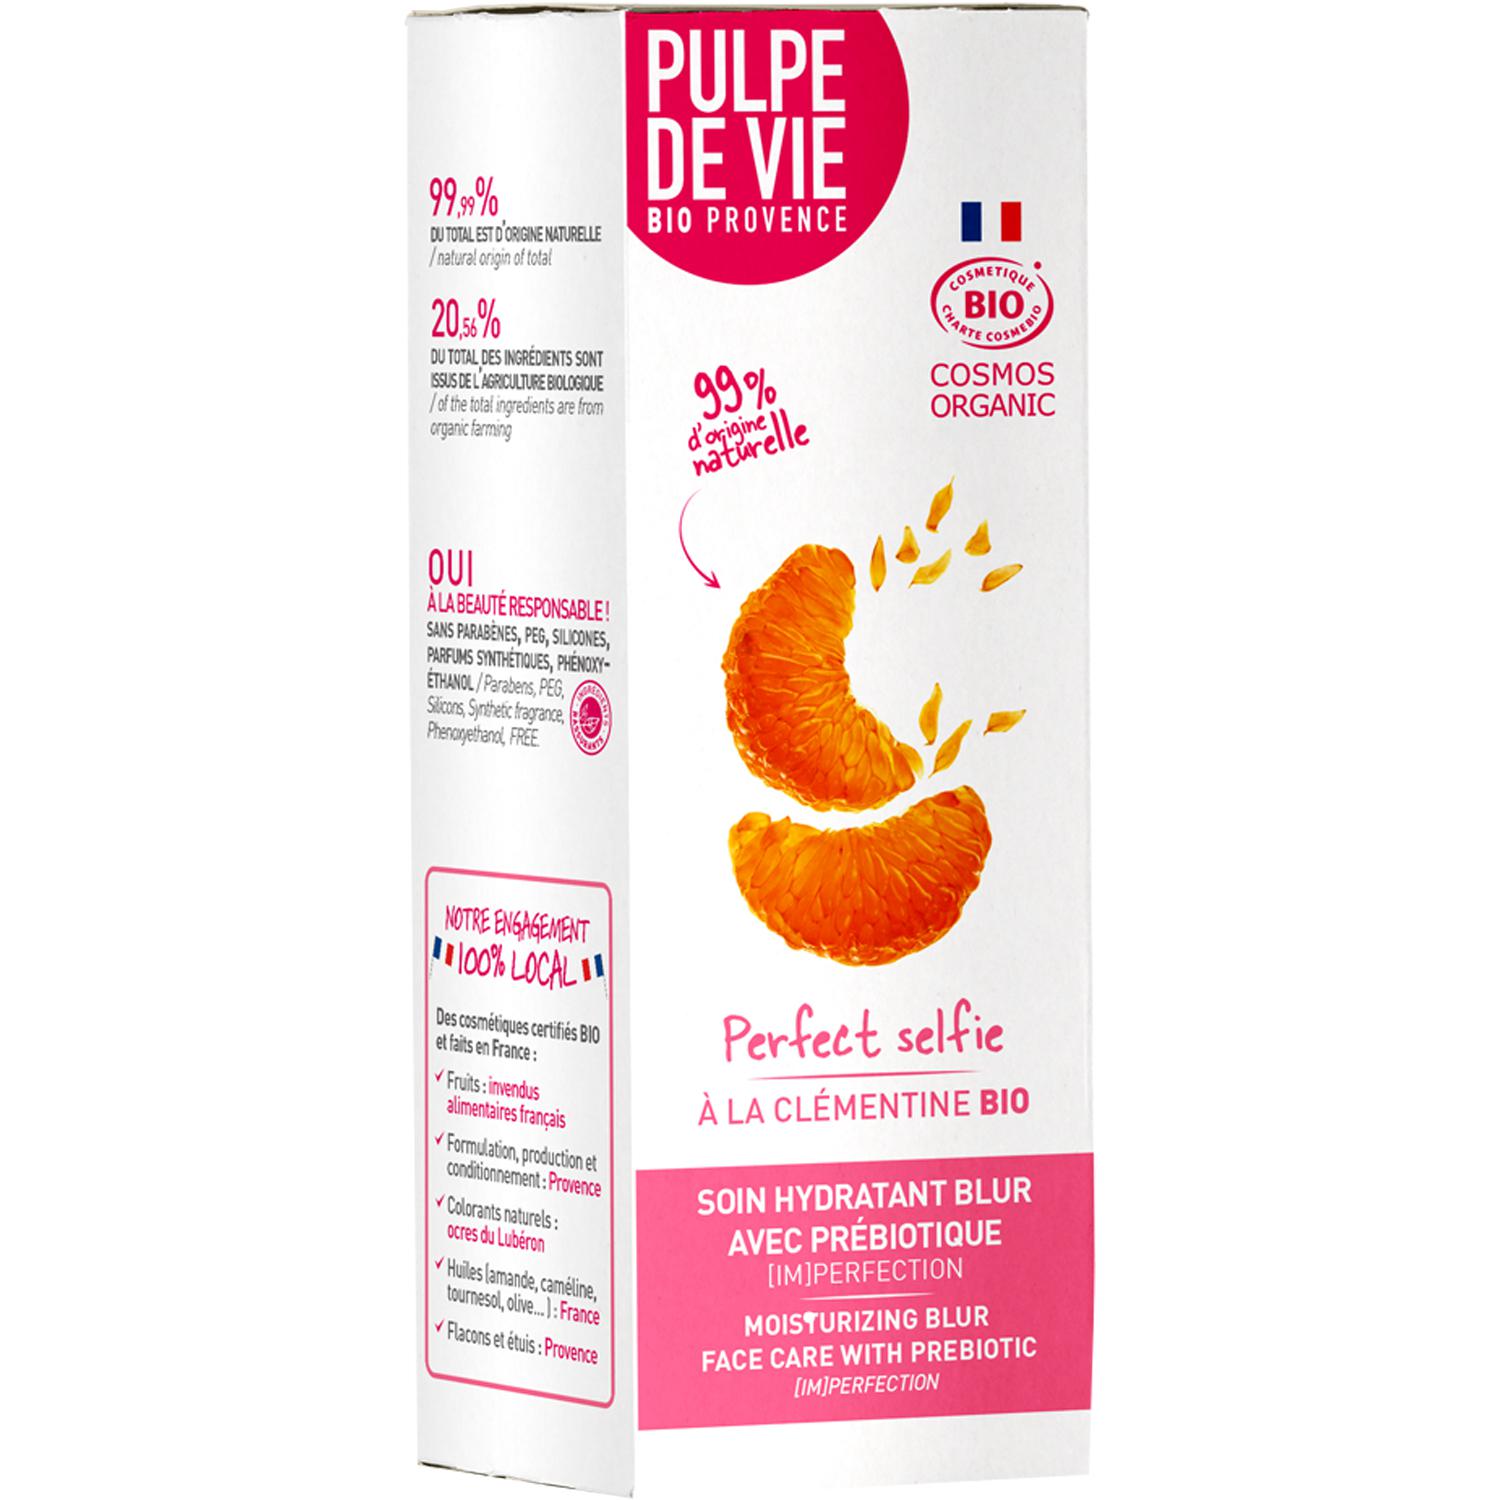 99,99%
DU TOTAL EST D'ORIGINE NATURELLE
/ natural origin of total
20,56%
DU TOTAL DES INGRÉDIENTS SONT
ISSUS DE L'AGRICULTURE BIOLOGIQUE
/ of the total ingredients are from
organic farming
OUI
À LA BEAUTÉ RESPONSABLE !
SANS PARABÈNES, PEG, SILICONES,
PARFUMS SYNTHÉTIQUES, PHÉNOXY-
ÉTHANOL / Parabens, PEG,
Silicons, Synthetic fragrance,
Phenoxyethanol, FREE.
INGREDIENTS
RASSURANTS
NOTRE ENGAGEMENT
100% LOCAL
Des cosmétiques certifiés BIO
et faits en France :
✓ Fruits : invendus
alimentaires français
✓ Formulation, production et
conditionnement : Provence
✓ Colorants naturels :
ocres du Lubéron
✓ Huiles (amande, caméline,
tournesol, olive... ) : France
✓ Flacons et étuis : Provence
PULPE
DE VIE
BIO PROVENCE
COSMETIQUE
BIO
CHARTE COSMEBIO
COSMOS
ORGANIC
99%
d'origine
naturelle
Perfect selfie
À LA CLÉMENTINE BIO
SOIN HYDRATANT BLUR
AVEC PRÉBIOTIQUE
[IM]PERFECTION
MOISTURIZING BLUR
FACE CARE WITH PREBIOTIC
[IM]PERFECTION